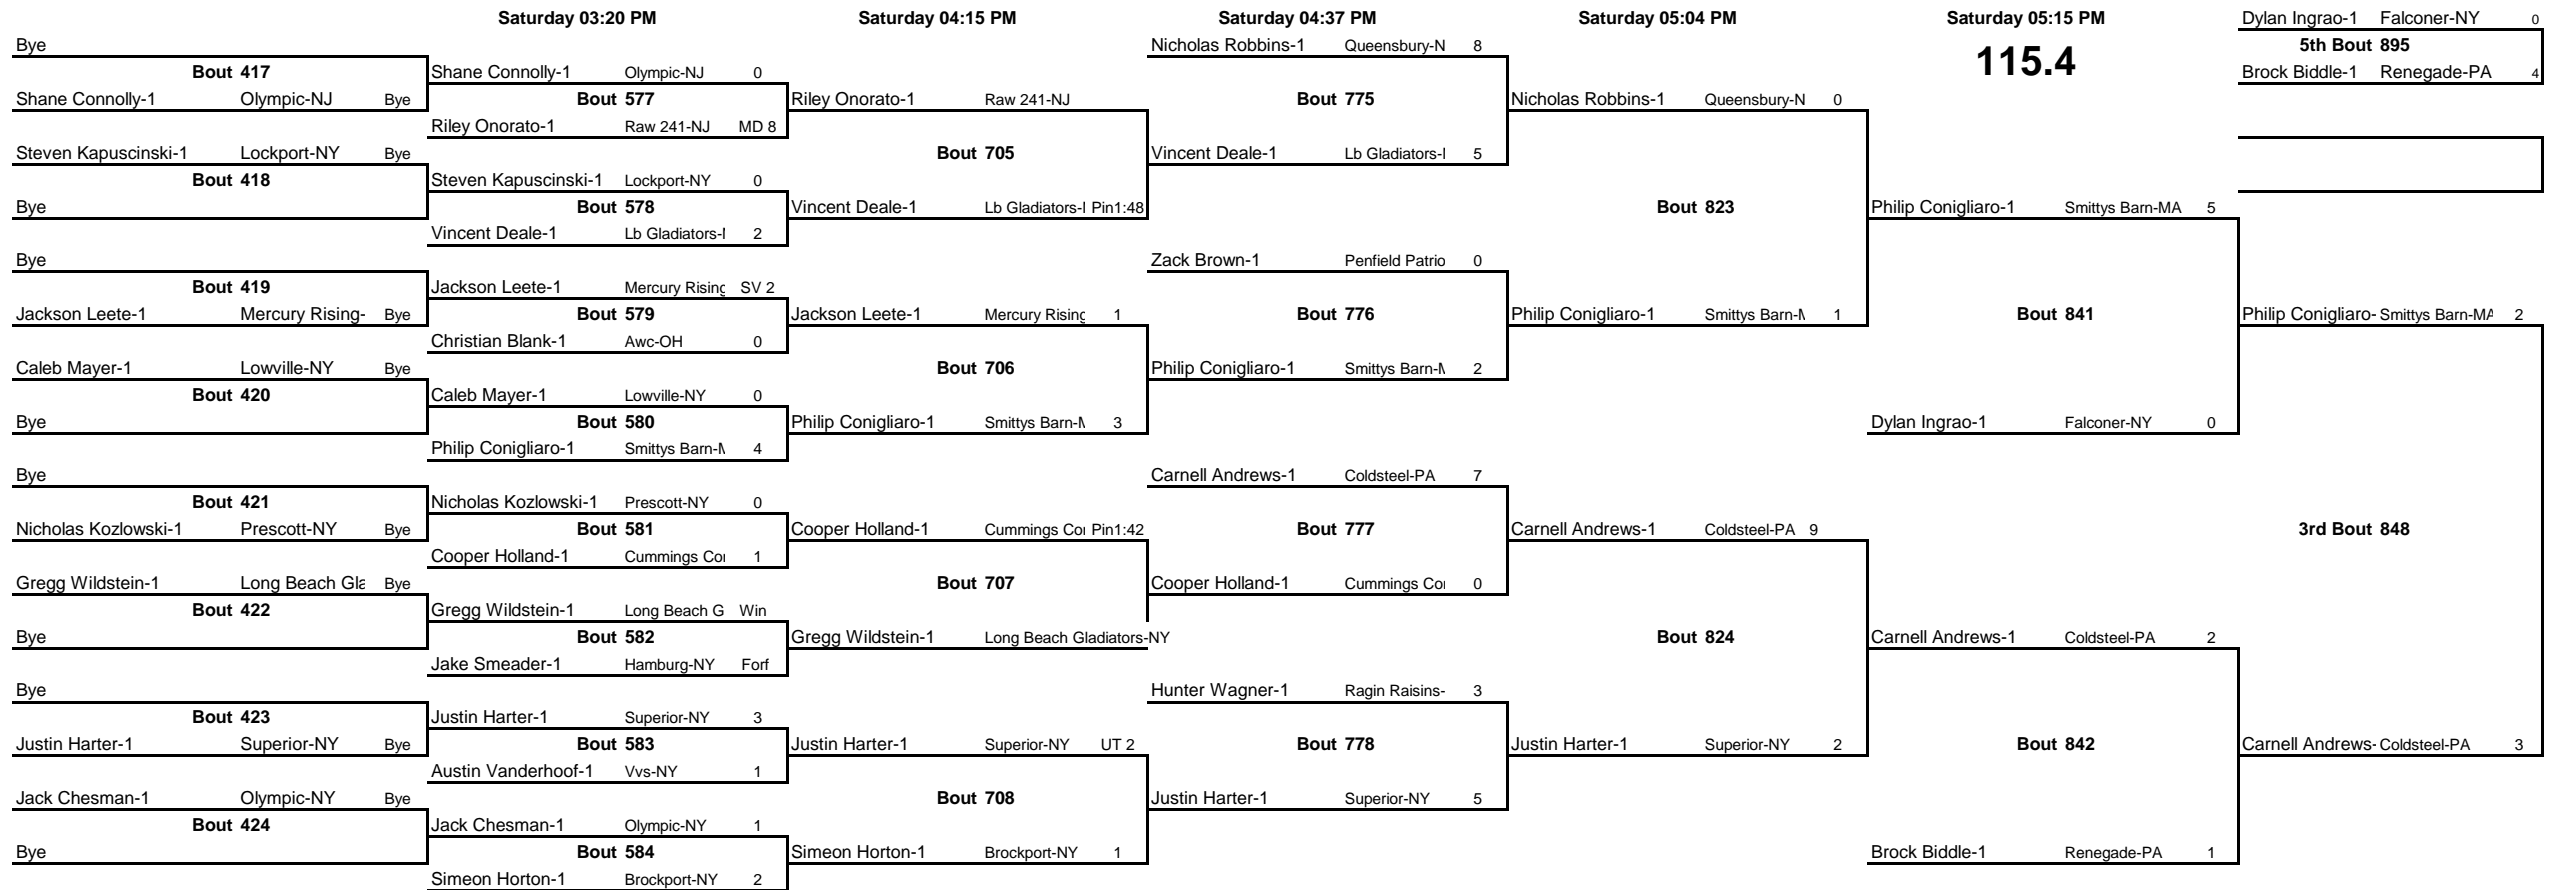 Saturday 03:20 PM Saturday 04:15 PM Saturday 04:37 PM Saturday 05:04 PM Saturday 05:15 PM Dylan Ingrao-1 Falconer-NY 0
Bye Nicholas Robbins-1 Queensbury-N 8 115.4 5th Bout 895
Bout 417 Shane Connolly-1 Olympic-NJ 0 Brock Biddle-1 Renegade-PA 4
Shane Connolly-1 Olympic-NJ Bye Bout 577 Riley Onorato-1 Raw 241-NJ Bout 775 Nicholas Robbins-1 Queensbury-N 0
Riley Onorato-1 Raw 241-NJ MD 8
Steven Kapuscinski-1 Lockport-NY Bye Bout 705 Vincent Deale-1 Lb Gladiators- 5
Bout 418 Steven Kapuscinski-1 Lockport-NY 0
Bye Bout 578 Vincent Deale-1 Lb Gladiators- Pin1:48 Bout 823 Philip Conigliaro-1 Smittys Barn-MA 5
Vincent Deale-1 Lb Gladiators- 2
Bye Zack Brown-1 Penfield Patrio 0
Bout 419 Jackson Leete-1 Mercury Rising SV 2
Jackson Leete-1 Mercury Rising- Bye Bout 579 Jackson Leete-1 Mercury Rising 1 Bout 776 Philip Conigliaro-1 Smittys Barn- 1 Bout 841 Philip Conigliaro- Smittys Barn-MA 2
Christian Blank-1 Awc-OH 0
Caleb Mayer-1 Lowville-NY Bye Bout 706 Philip Conigliaro-1 Smittys Barn- 2
Bout 420 Caleb Mayer-1 Lowville-NY 0
Bye Bout 580 Philip Conigliaro-1 Smittys Barn- 3 Dylan Ingrao-1 Falconer-NY 0
Philip Conigliaro-1 Smittys Barn- 4
Bye Carnell Andrews-1 Coldsteel-PA 7
Bout 421 Nicholas Kozlowski-1 Prescott-NY 0
Nicholas Kozlowski-1 Prescott-NY Bye Bout 581 Cooper Holland-1 Cummings Co Pin1:42 Bout 777 Carnell Andrews-1 Coldsteel-PA 9 3rd Bout 848
Cooper Holland-1 Cummings Co 1
Gregg Wildstein-1 Long Beach Gla Bye Bout 707 Cooper Holland-1 Cummings Co 0
Bout 422 Gregg Wildstein-1 Long Beach G Win
Bye Bout 582 Gregg Wildstein-1 Long Beach Gladiators-NY Bout 824 Carnell Andrews-1 Coldsteel-PA 2
Jake Smeader-1 Hamburg-NY Forf
Bye Hunter Wagner-1 Ragin Raisins- 3
Bout 423 Justin Harter-1 Superior-NY 3
Justin Harter-1 Superior-NY Bye Bout 583 Justin Harter-1 Superior-NY UT 2 Bout 778 Justin Harter-1 Superior-NY 2 Bout 842 Carnell Andrews- Coldsteel-PA 3
Austin Vanderhoof-1 Vvs-NY 1
Jack Chesman-1 Olympic-NY Bye Bout 708 Justin Harter-1 Superior-NY 5
Bout 424 Jack Chesman-1 Olympic-NY 1
Bye Bout 584 Simeon Horton-1 Brockport-NY 1 Brock Biddle-1 Renegade-PA 1
Simeon Horton-1 Brockport-NY 2